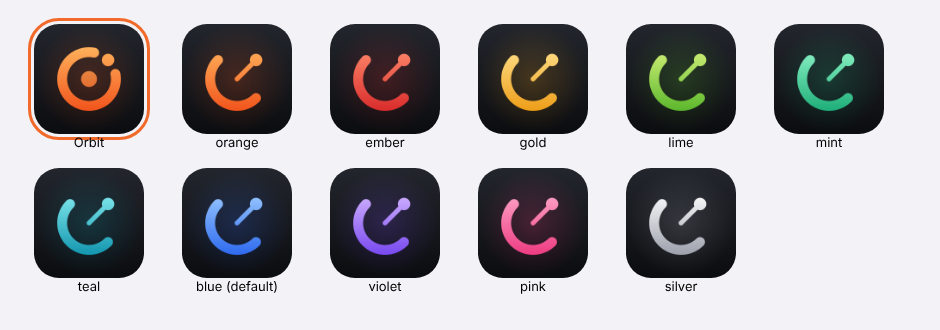 Orbit
orange
ember
gold
lime
mint
teal
blue (default)
violet
pink
silver